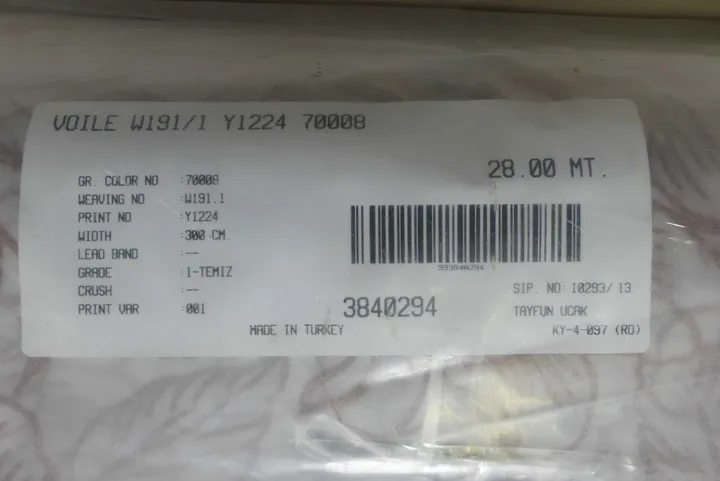 VOILE W191/1 Y1224 70008
28.00 MT.
GR. COLOR NO :70008
WEAVING NO :W191.1
PRINT NO :Y1224
WIDTH :300 CM.
LEAD BAND :--
GRADE :1-TEMIZ
CRUSH :--
PRINT VAR :001
993840294
3840294
SIP. NO: 10293/ 13
TAYFUN UCAK
MADE IN TURKEY
KY-4-097 (RD)